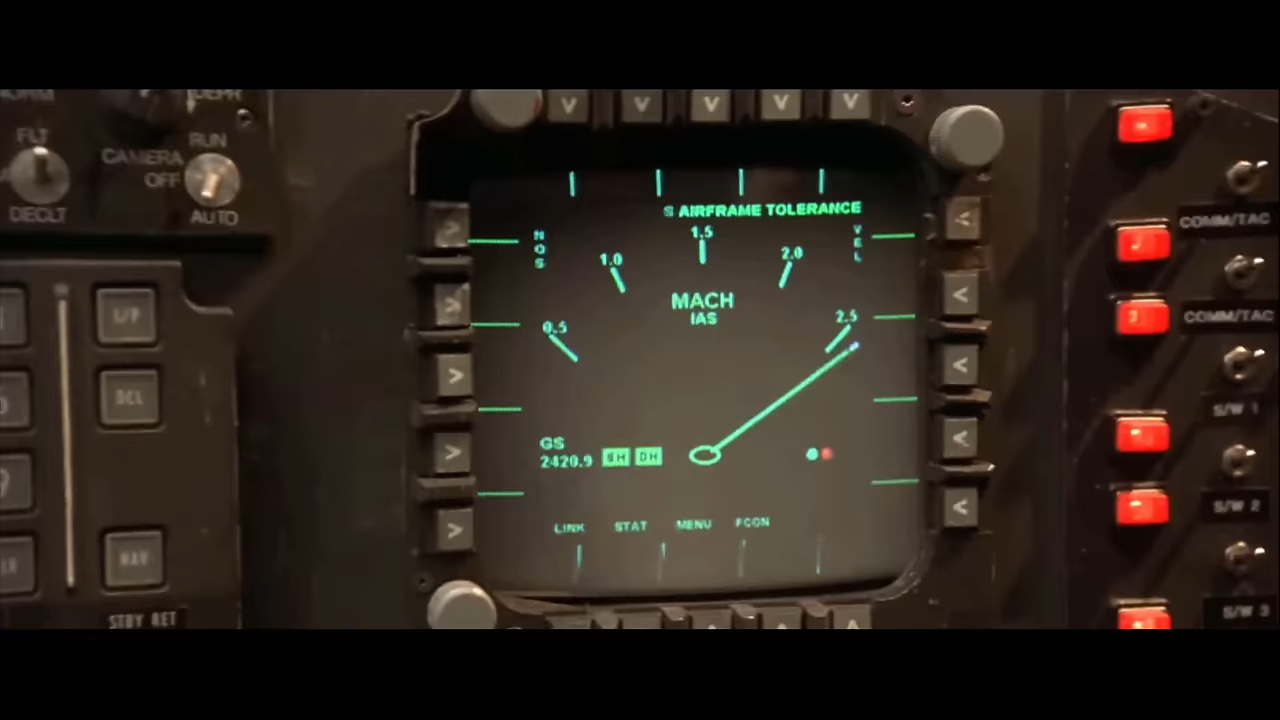 FLT
DECLT
RUN
CAMERA
OFF
AUTO
DCL
NAV
STBY RET
S AIRFRAME TOLERANCE
1.5
1.0
2.0
0.5
2.5
MACH
IAS
VEL
GS
2420.9
LINK
STAT
MENU
FCON
COMM/TAC
COMM/TAC
S/W 1
S/W 2
S/W 3